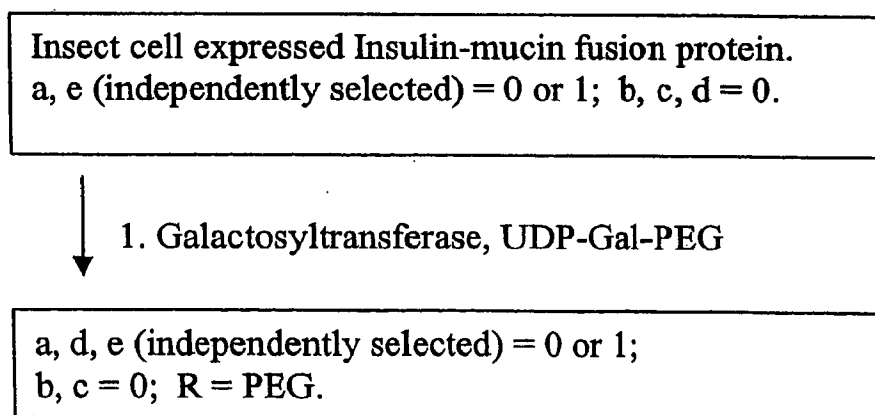 Insect cell expressed Insulin-mucin fusion protein.
a, e (independently selected) = 0 or 1; b, c, d = 0.
1. Galactosyltransferase, UDP-Gal-PEG
a, d, e (independently selected) = 0 or 1;
b, c = 0; R = PEG.